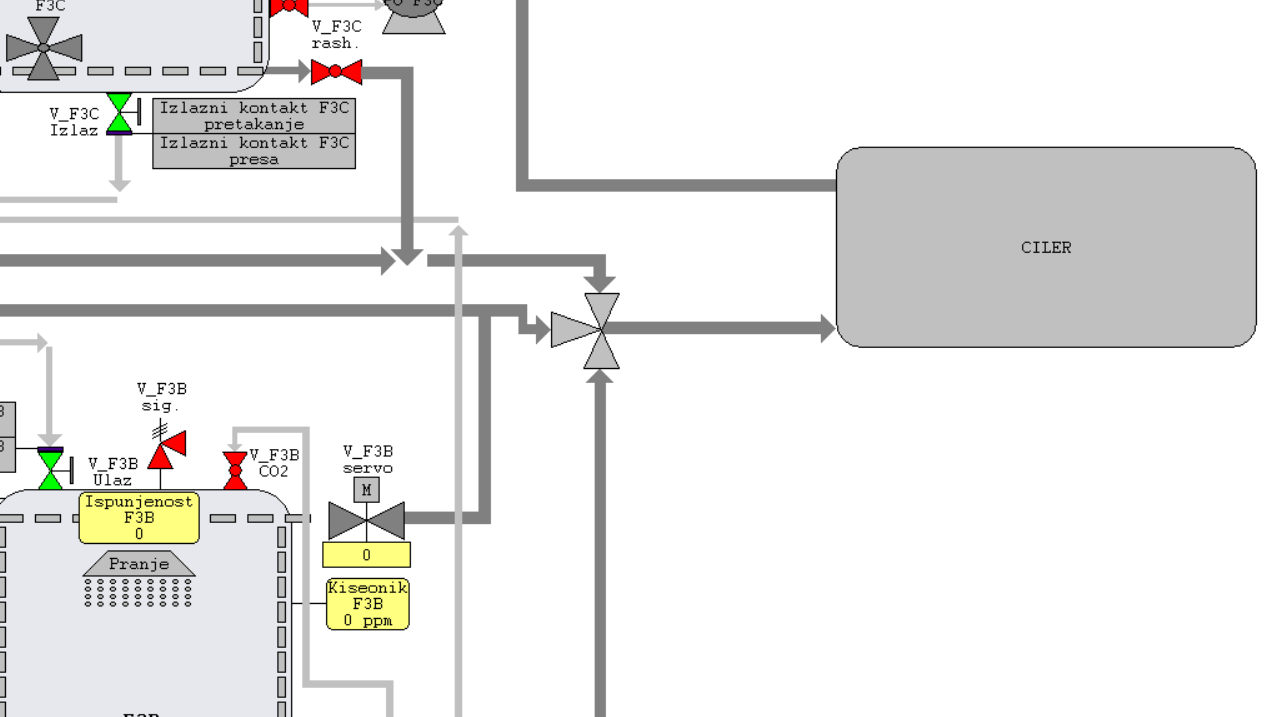 F3C
V_F3C
rash.
V_F3C
Izlaz
Izlazni kontakt F3C
pretakanje
Izlazni kontakt F3C
presa
CILER
V_F3B
sig.
V_F3B
Ulaz
V_F3B
CO2
V_F3B
servo
M
Ispunjenost
F3B
0
0
Pranje
Kiseonik
F3B
0 ppm
F3B